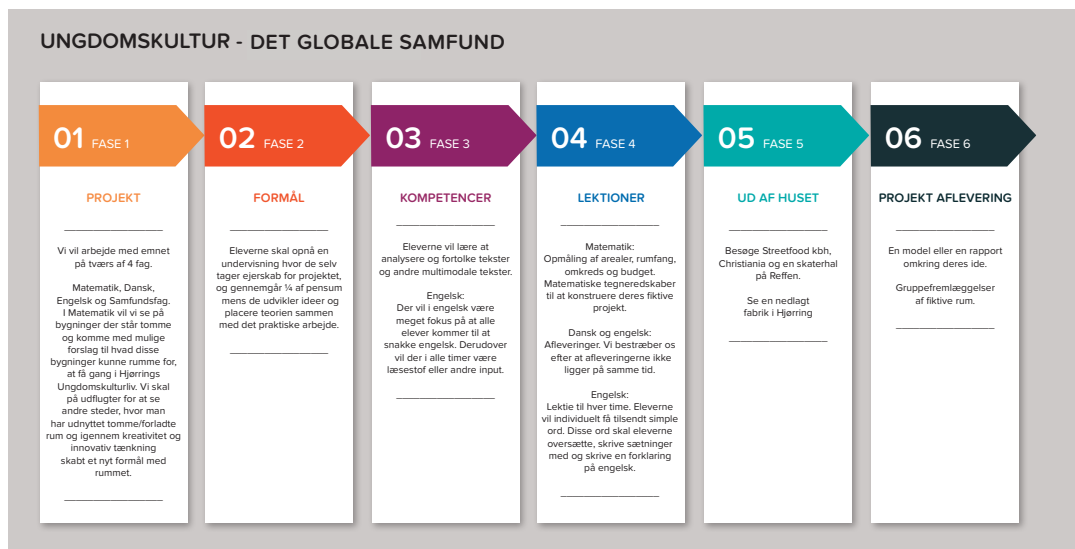 UNGDOMSKULTUR - DET GLOBALE SAMFUND
01 FASE 1
PROJEKT
Vi vil arbejde med emnet
på tværs af 4 fag.
Matematik, Dansk,
Engelsk og Samfundsfag.
I Matematik vil vi se på
bygninger der står tomme
og komme med mulige
forslag til hvad disse
bygninger kunne rumme for,
at få gang i Hjørrings
Ungdomskulturliv. Vi skal
på udflugter for at se
andre steder, hvor man
har udnyttet tomme/forladte
rum og igennem kreativitet og
innovativ tænkning
skabt et nyt formål med
rummet.
02 FASE 2
FORMÅL
Eleverne skal opnå en
undervisning hvor de selv
tager ejerskab for projektet,
og gennemgår ¼ af pensum
mens de udvikler ideer og
placere teorien sammen
med det praktiske arbejde.
03 FASE 3
KOMPETENCER
Eleverne vil lære at
analysere og fortolke tekster
og andre multimodale tekster.
Engelsk:
Der vil i engelsk være
meget fokus på at alle
elever kommer til at
snakke engelsk. Derudover
vil der i alle timer være
læsestof eller andre input.
04 FASE 4
LEKTIONER
Matematik:
Opmåling af arealer, rumfang,
omkreds og budget.
Matematiske tegneredskaber
til at konstruere deres fiktive
projekt.
Dansk og engelsk:
Afleveringer. Vi bestræber os
efter at afleveringerne ikke
ligger på samme tid.
Engelsk:
Lektie til hver time. Eleverne
vil individuelt få tilsendt simple
ord. Disse ord skal eleverne
oversætte, skrive sætninger
med og skrive en forklaring
på engelsk.
05 FASE 5
UD AF HUSET
Besøge Streetfood kbh,
Christiania og en skaterhal
på Reffen.
Se en nedlagt
fabrik i Hjørring
06 FASE 6
PROJEKT AFLEVERING
En model eller en rapport
omkring deres ide.
Gruppefremlæggelser
af fiktive rum.